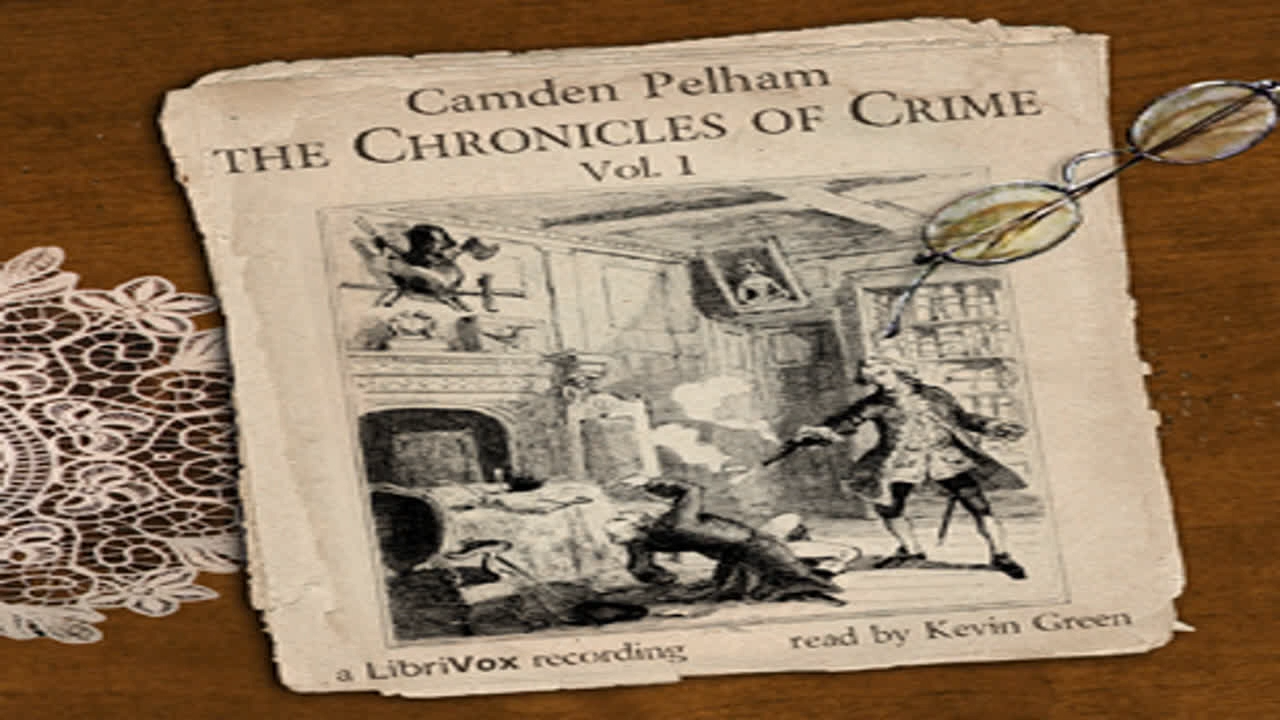 Camden Pelham
THE CHRONICLES OF CRIME
Vol. 1
a LibriVox recording
read by Kevin Green